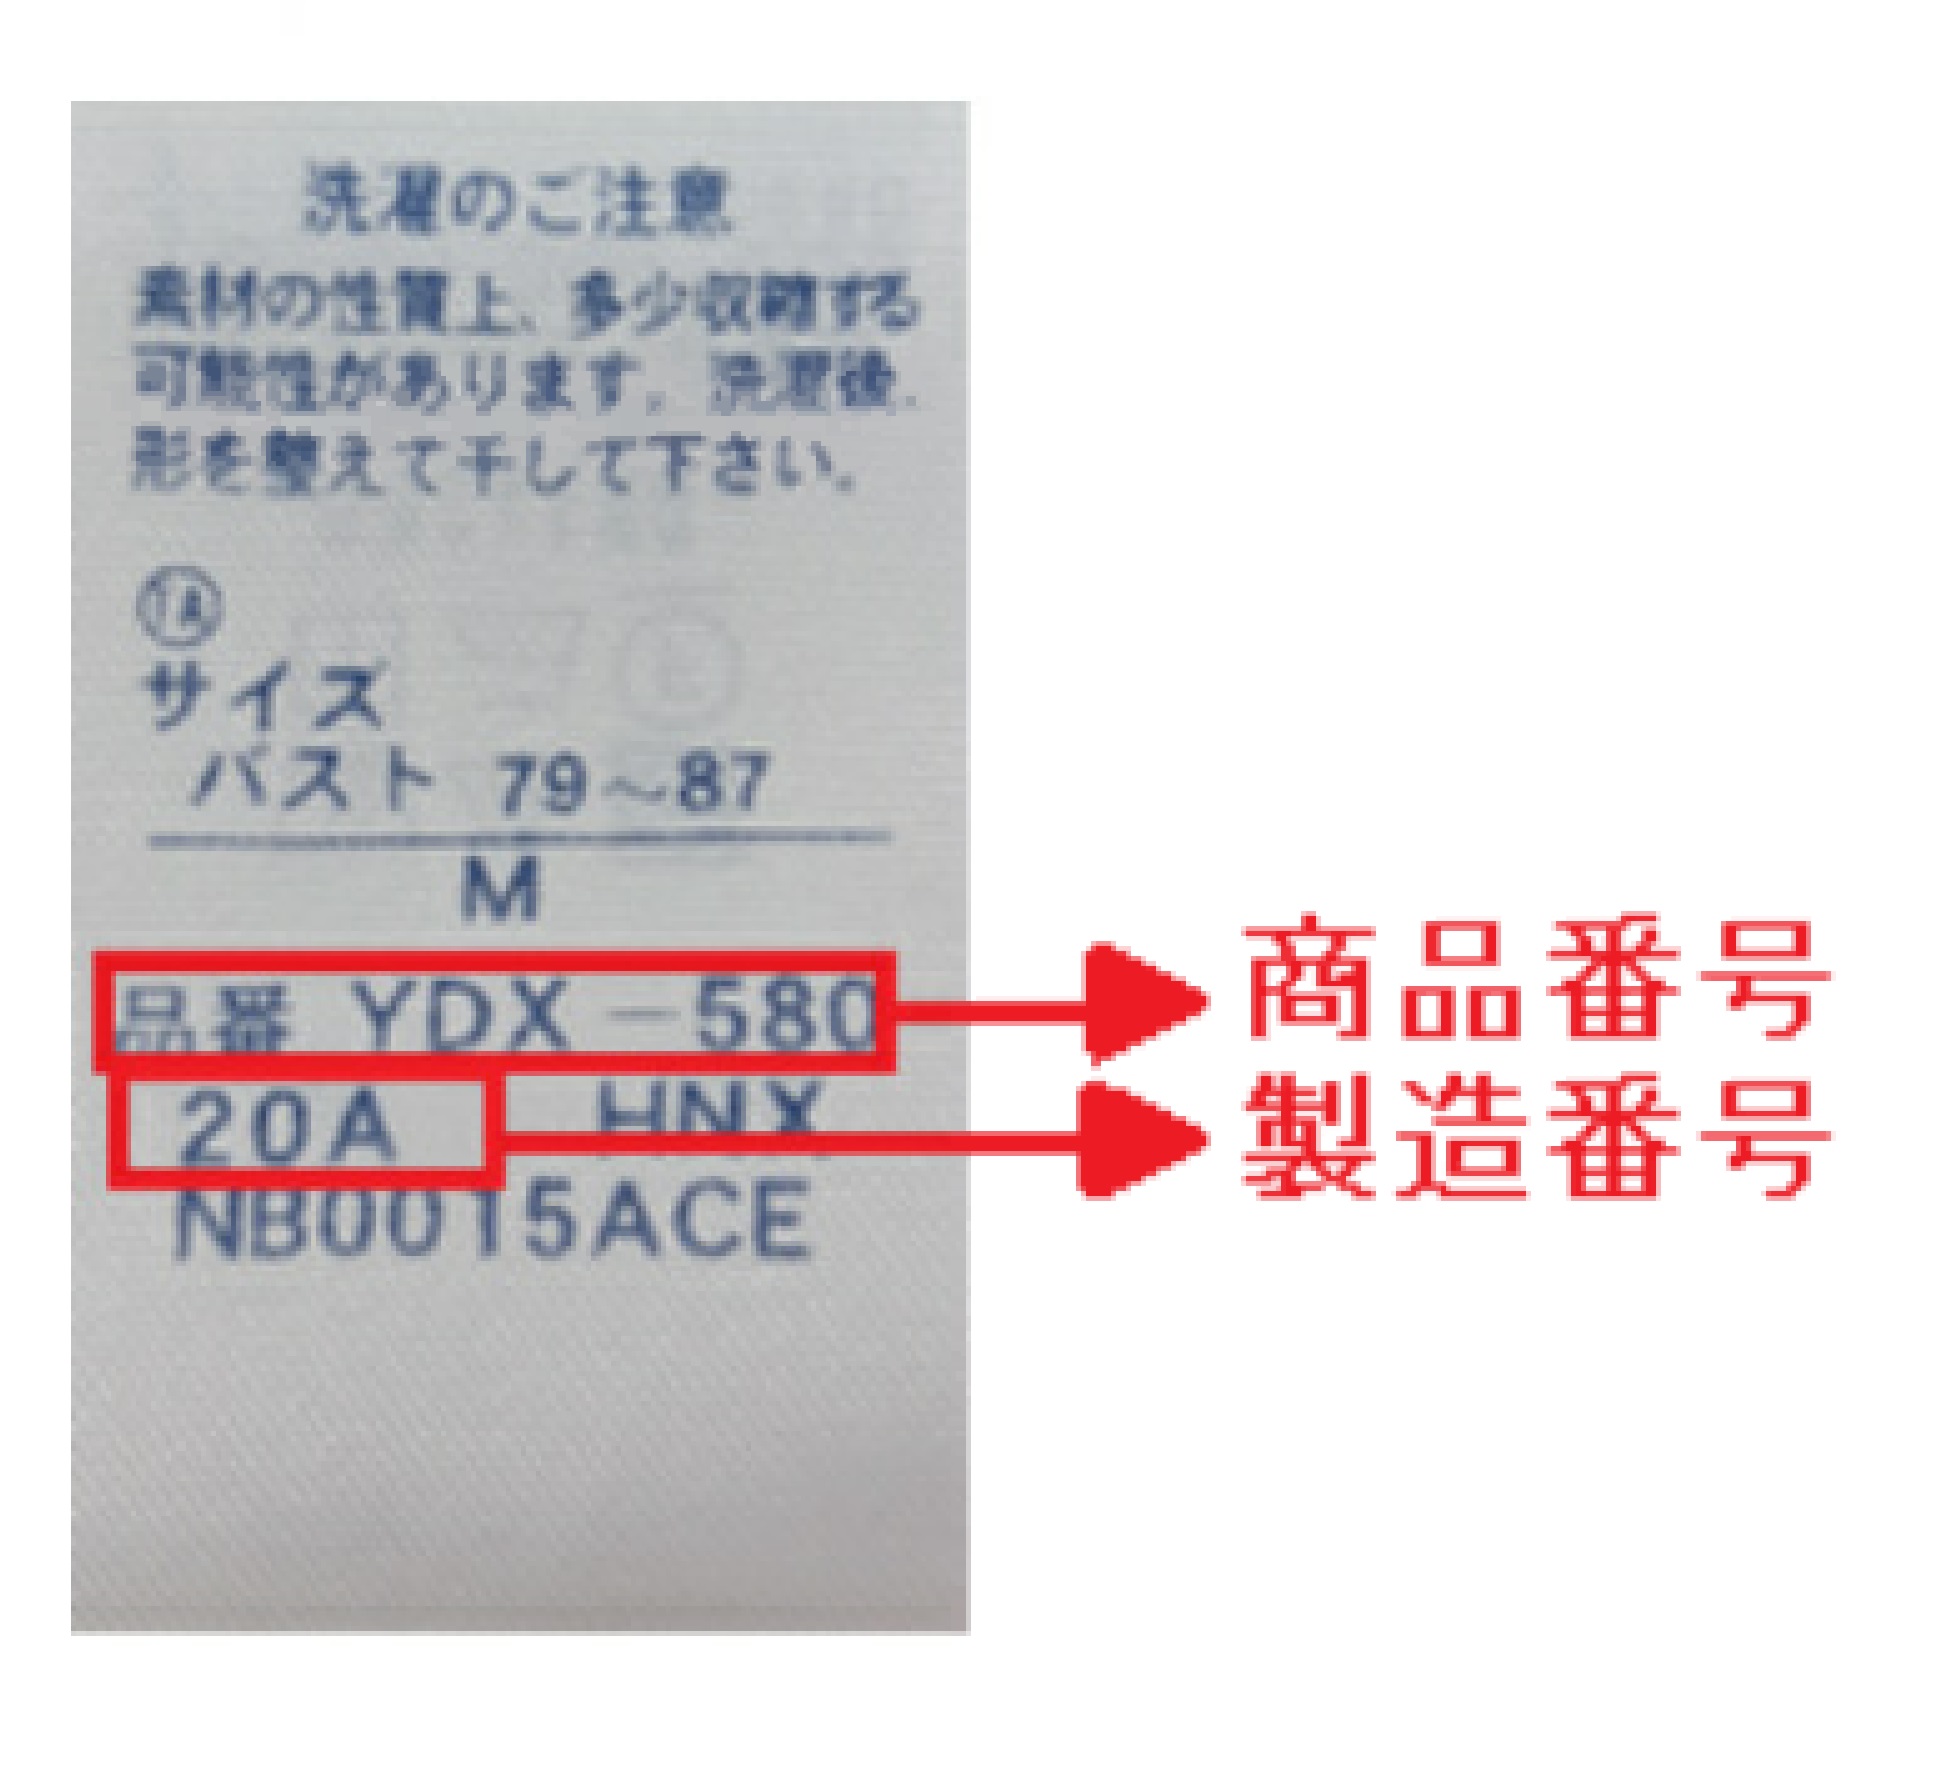 洗濯のご注意
素材の性質上、多少収縮する
可能性があります。洗濯後、
形を整えて干して下さい。
サイズ
バスト 79～87
M
品番 YDX－580
商品番号
20A HNX
製造番号
NB0015ACE